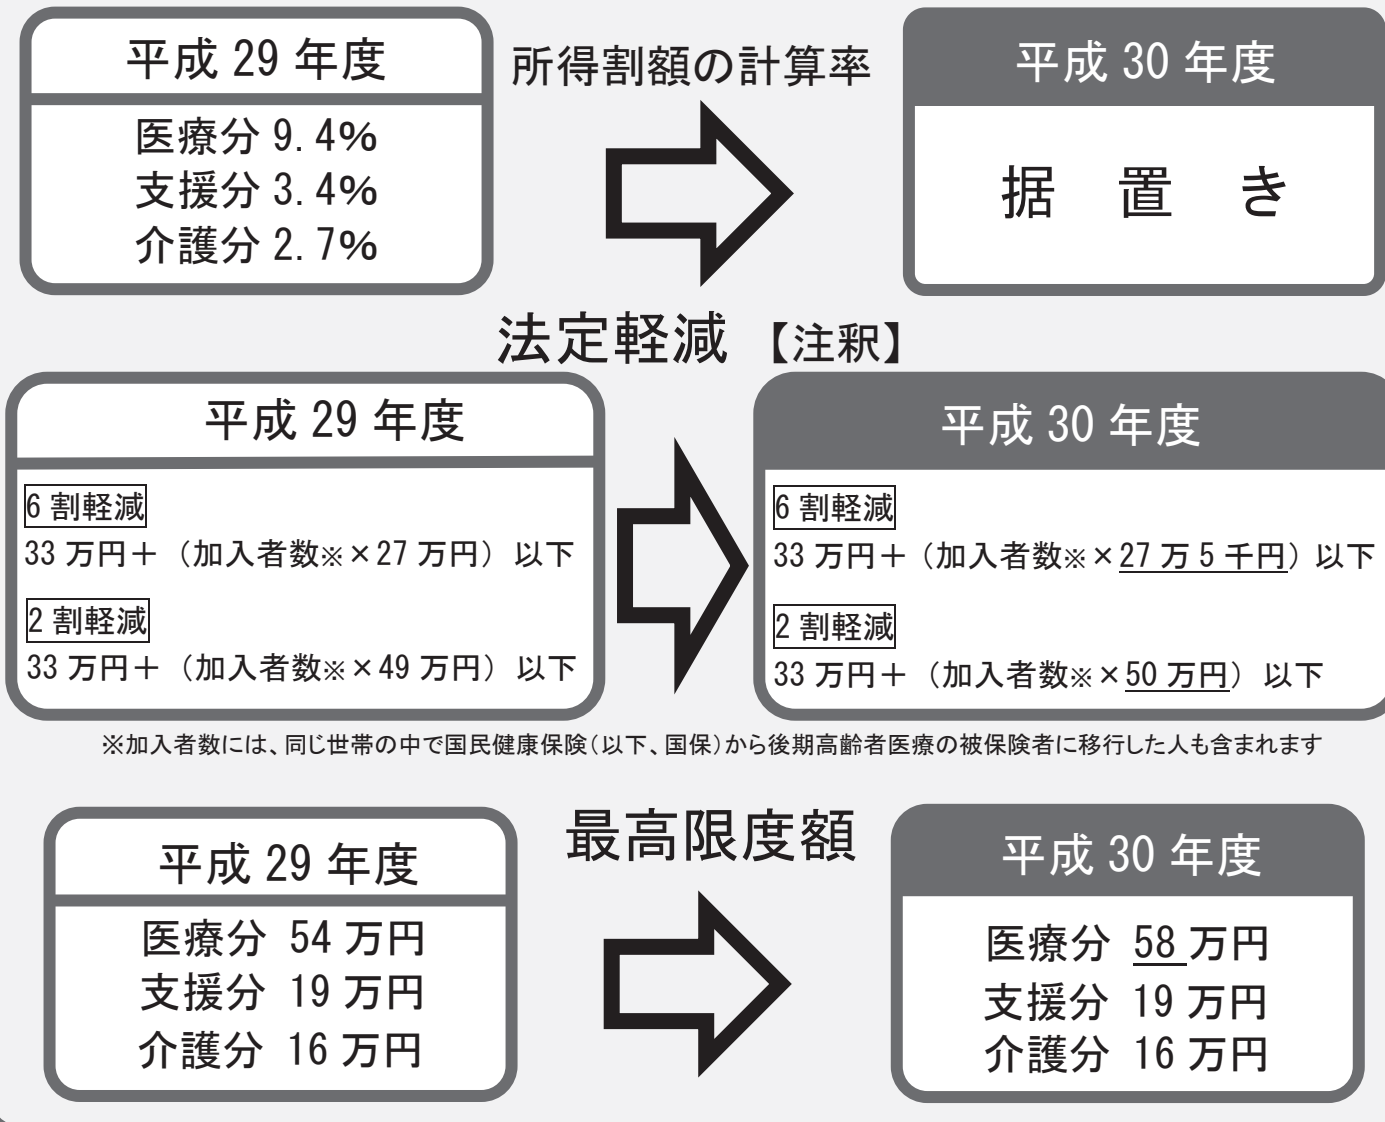 所得割額の計算率
平成 29 年度
医療分 9.4%
支援分 3.4%
介護分 2.7%
平成 30 年度
据 置 き
法定軽減 【注釈】
平成 29 年度
6 割軽減
33 万円＋（加入者数※×27 万円）以下
2 割軽減
33 万円＋（加入者数※×49 万円）以下
平成 30 年度
6 割軽減
33 万円＋（加入者数※×27 万 5 千円）以下
2 割軽減
33 万円＋（加入者数※×50 万円）以下
※加入者数には、同じ世帯の中で国民健康保険（以下、国保）から後期高齢者医療の被保険者に移行した人も含まれます
最高限度額
平成 29 年度
医療分 54 万円
支援分 19 万円
介護分 16 万円
平成 30 年度
医療分 58 万円
支援分 19 万円
介護分 16 万円